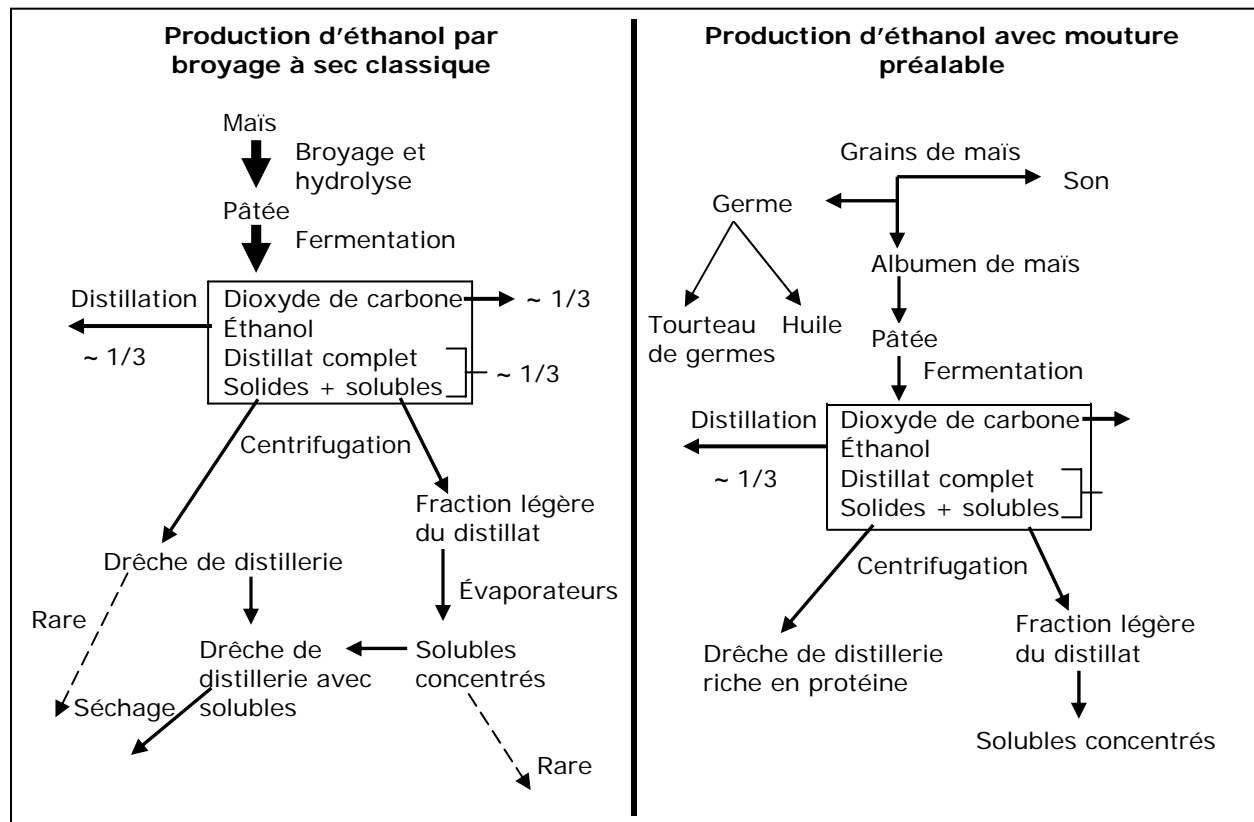 Production d'éthanol par
broyage à sec classique
Maïs
Broyage et
hydrolyse
Pâtée
Fermentation
Distillation
~ 1/3
Dioxyde de carbone
~ 1/3
Éthanol
Distillat complet
Solides + solubles
~ 1/3
Centrifugation
Fraction légère
du distillat
Drêche de distillerie
Évaporateurs
Rare
Drêche de
distillerie avec
solubles
Solubles
concentrés
Séchage
Rare
Production d'éthanol avec mouture
préalable
Grains de maïs
Son
Germe
Albumen de maïs
Tourteau
de germes
Huile
Pâtée
Fermentation
Distillation
~ 1/3
Dioxyde de carbone
Éthanol
Distillat complet
Solides + solubles
Centrifugation
Fraction légère
du distillat
Drêche de distillerie
riche en protéine
Solubles concentrés